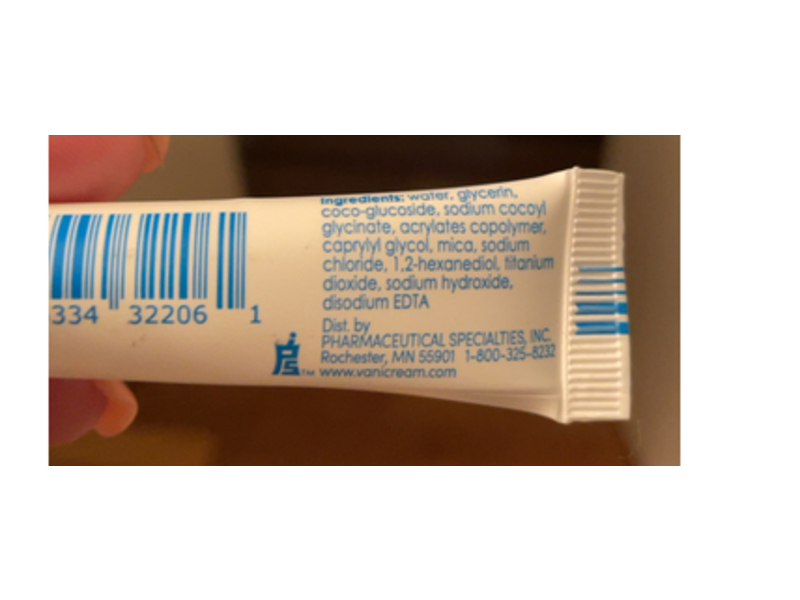 Ingredients: water, glycerin,
coco-glucoside, sodium cocoyl
glycinate, acrylates copolymer,
caprylyl glycol, mica, sodium
chloride, 1,2-hexanediol, titanium
dioxide, sodium hydroxide,
disodium EDTA
334 32206 1
Dist. by
PHARMACEUTICAL SPECIALTIES, INC.
Rochester, MN 55901 1-800-325-8232
PS™ www.vanicream.com